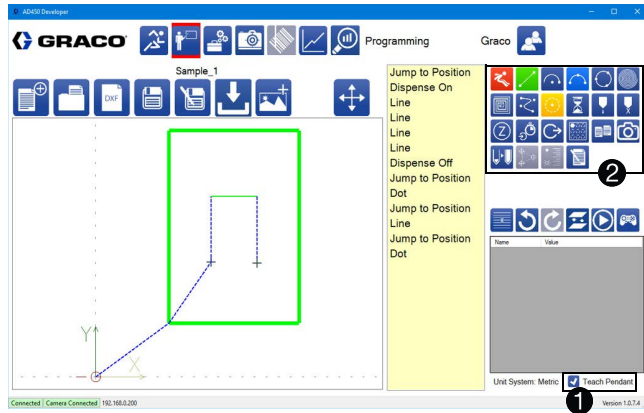 AD450 Developer
GRACO
Programming
Graco
Sample_1
DXF
Jump to Position
Dispense On
Line
Line
Line
Line
Dispense Off
Jump to Position
Dot
Jump to Position
Line
Jump to Position
Dot
Z
2
Name Value
Y
X
Unit System: Metric Teach Pendant
1
Connected Camera Connected 192.168.0.200 Version 1.0.7.4